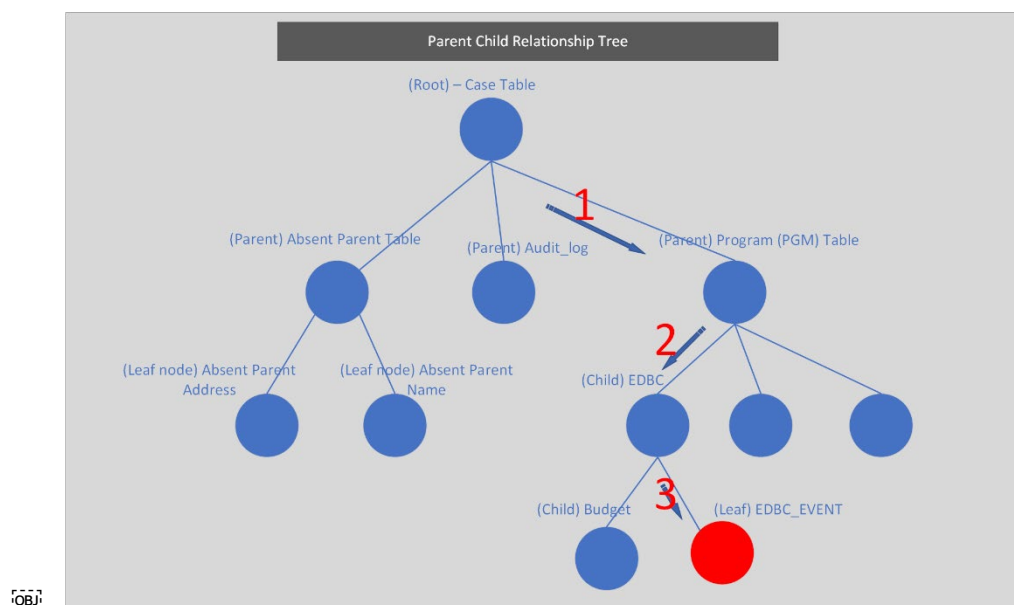 Parent Child Relationship Tree
(Root) – Case Table
1
(Parent) Absent Parent Table
(Parent) Audit_log
(Parent) Program (PGM) Table
2
(Leaf node) Absent Parent
Address
(Leaf node) Absent Parent
Name
(Child) EDBC
3
(Child) Budget
(Leaf) EDBC_EVENT
OBJ